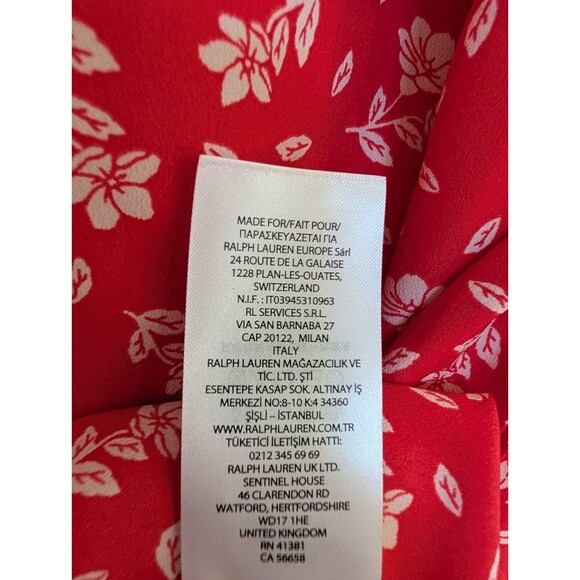 MADE FOR/FAIT POUR/
ΠΑΡΑΣΚΕΥΑΖΕΤΑΙ ΓΙΑ
RALPH LAUREN EUROPE Sàrl
24 ROUTE DE LA GALAISE
1228 PLAN-LES-OUATES,
SWITZERLAND
N.I.F. : IT03945310963
RL SERVICES S.R.L.
VIA SAN BARNABA 27
CAP 20122, MILAN
ITALY
RALPH LAUREN MAĞAZACILIK VE
TİC. LTD. ŞTİ
ESENTEPE KASAP SOK. ALTINAY İŞ
MERKEZİ NO:8-10 K:4 34360
ŞİŞLİ – İSTANBUL
WWW.RALPHLAUREN.COM.TR
TÜKETİCİ İLETİŞİM HATTI:
0212 345 69 69
RALPH LAUREN UK LTD.
SENTINEL HOUSE
46 CLARENDON RD
WATFORD, HERTFORDSHIRE
WD17 1HE
UNITED KINGDOM
RN 41381
CA 56658